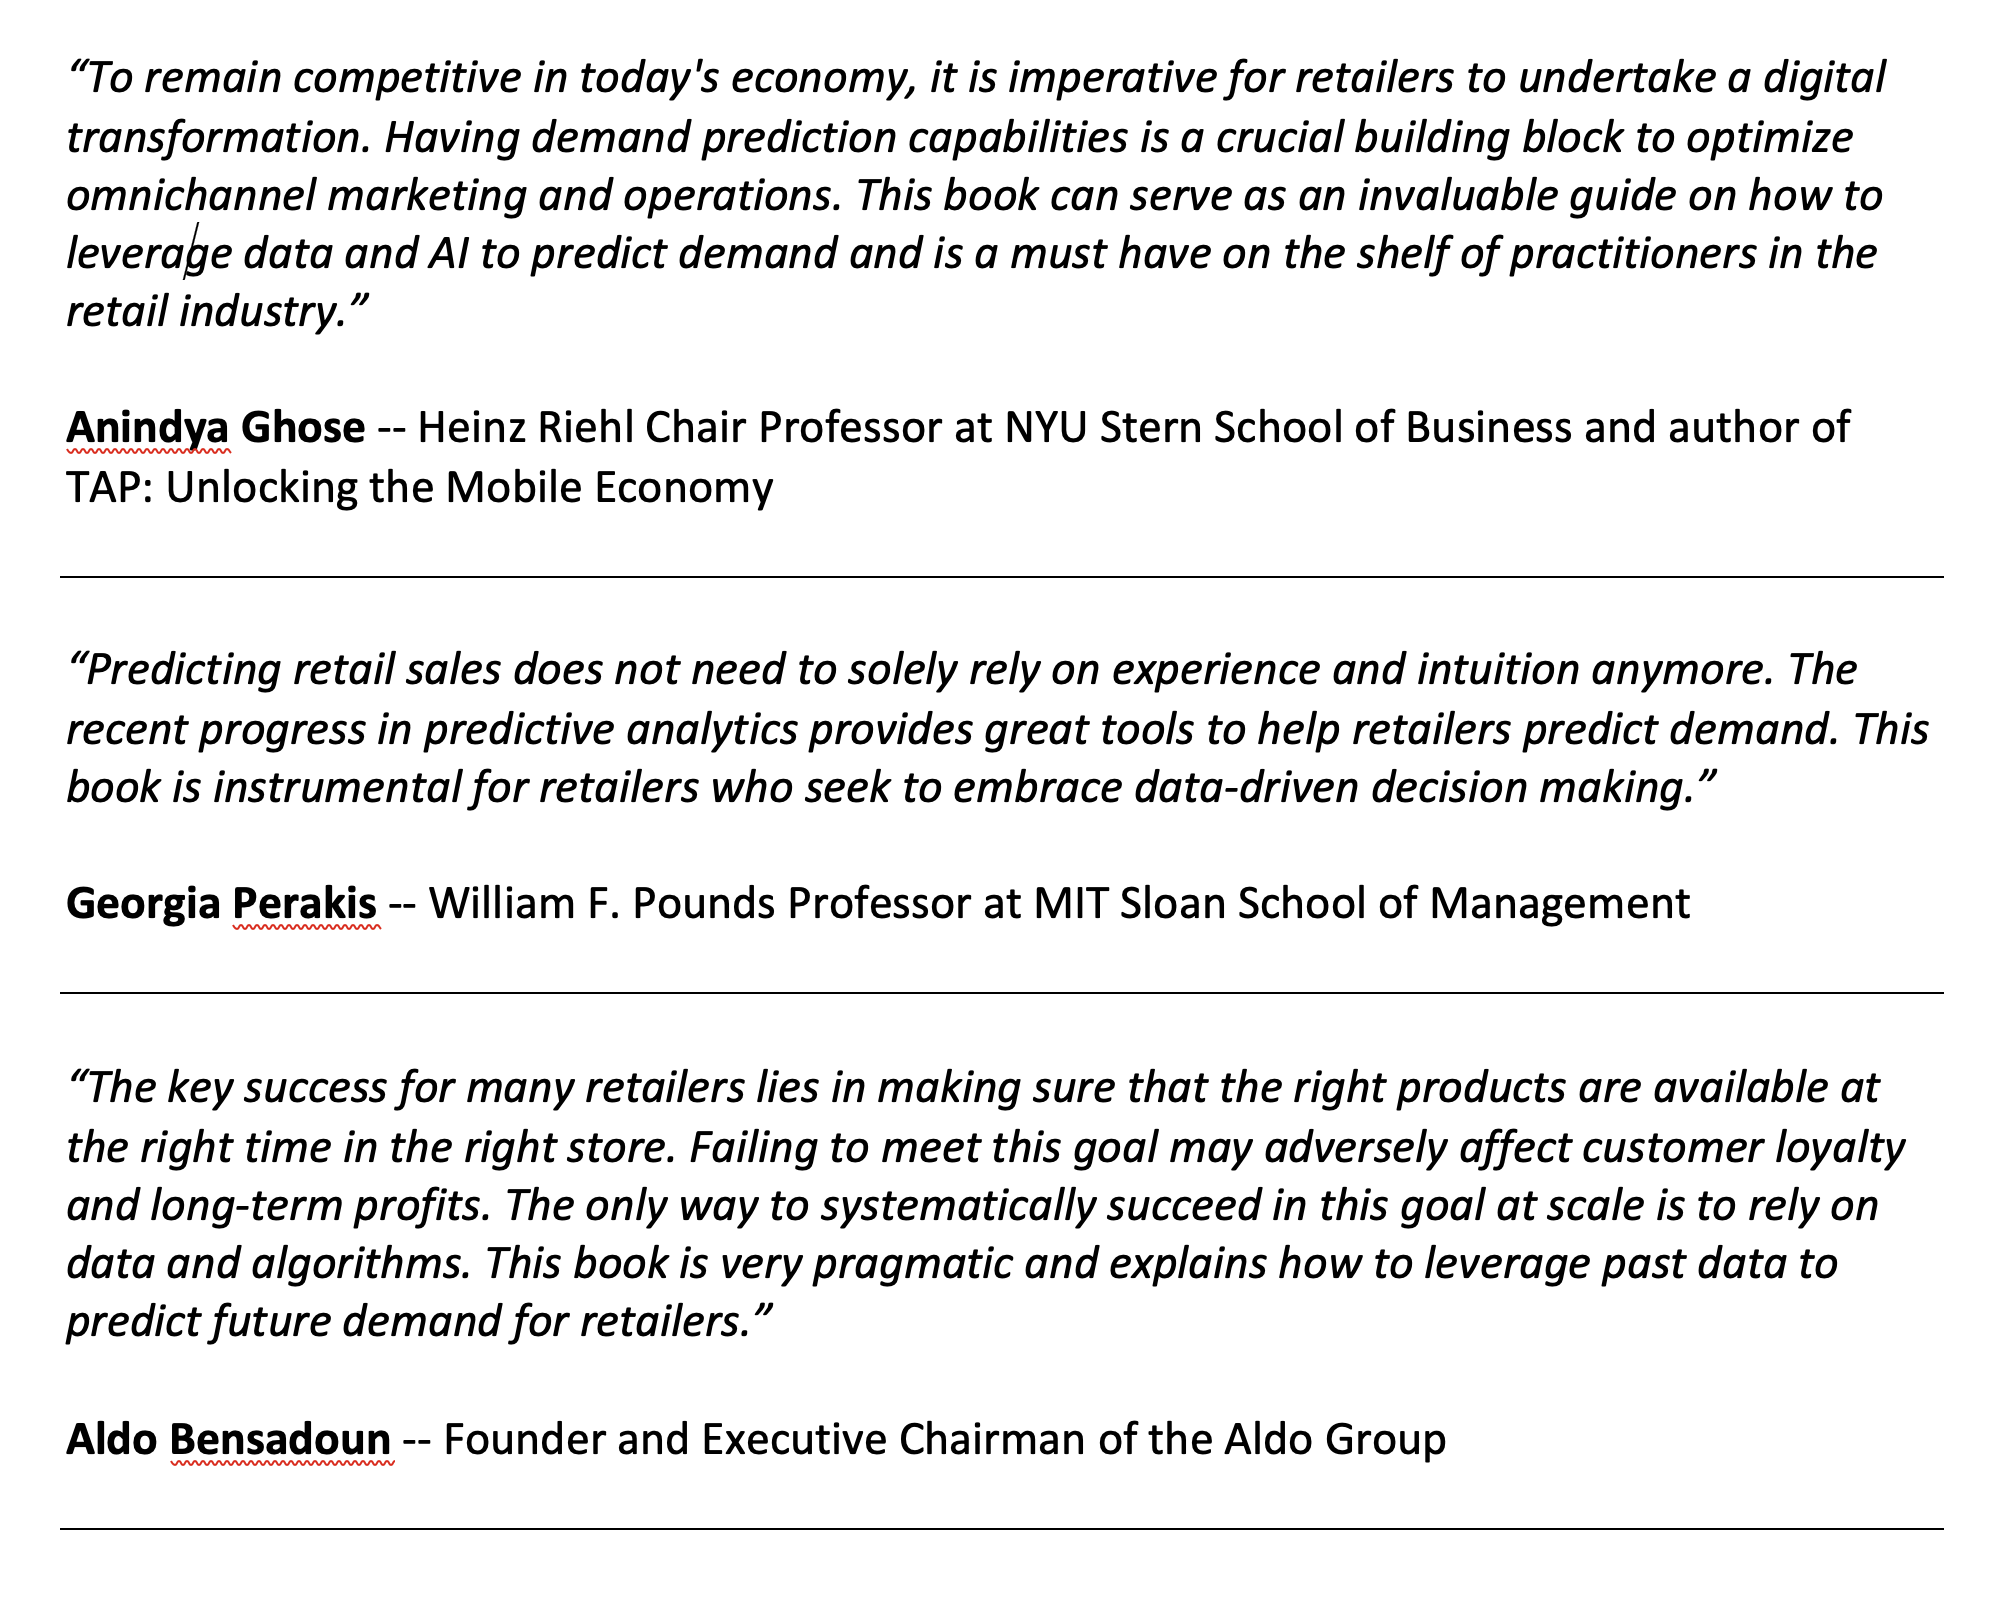 “To remain competitive in today's economy, it is imperative for retailers to undertake a digital
transformation. Having demand prediction capabilities is a crucial building block to optimize
omnichannel marketing and operations. This book can serve as an invaluable guide on how to
leverage data and AI to predict demand and is a must have on the shelf of practitioners in the
retail industry.”
Anindya Ghose -- Heinz Riehl Chair Professor at NYU Stern School of Business and author of
TAP: Unlocking the Mobile Economy
“Predicting retail sales does not need to solely rely on experience and intuition anymore. The
recent progress in predictive analytics provides great tools to help retailers predict demand. This
book is instrumental for retailers who seek to embrace data-driven decision making.”
Georgia Perakis -- William F. Pounds Professor at MIT Sloan School of Management
“The key success for many retailers lies in making sure that the right products are available at
the right time in the right store. Failing to meet this goal may adversely affect customer loyalty
and long-term profits. The only way to systematically succeed in this goal at scale is to rely on
data and algorithms. This book is very pragmatic and explains how to leverage past data to
predict future demand for retailers.”
Aldo Bensadoun -- Founder and Executive Chairman of the Aldo Group